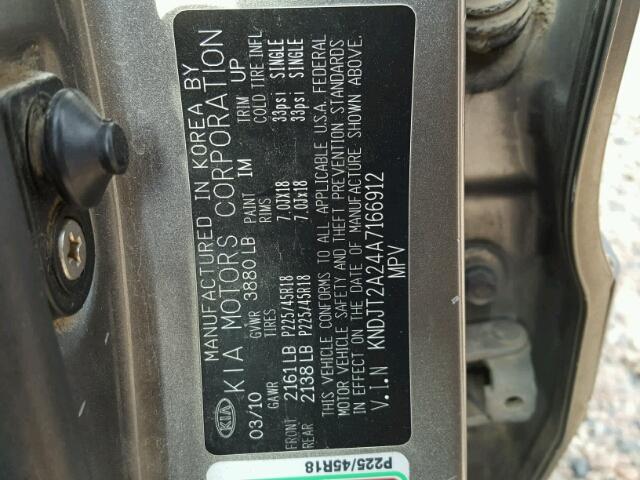 MANUFACTURED IN KOREA BY
KIA KIA MOTORS CORPORATION
03/10 GVWR 3880 LB PAINT 1M TRIM UP
GAWR TIRES RIMS COLD TIRE INFL
FRONT 2161 LB P225/45R18 7.0JX18 33psi SINGLE
REAR 2138 LB P225/45R18 7.0JX18 33psi SINGLE
THIS VEHICLE CONFORMS TO ALL APPLICABLE U.S.A. FEDERAL
MOTOR VEHICLE SAFETY AND THEFT PREVENTION STANDARDS
IN EFFECT ON THE DATE OF MANUFACTURE SHOWN ABOVE.
V.I.N KNDJT2A24A7166912
MPV
P225/45R18